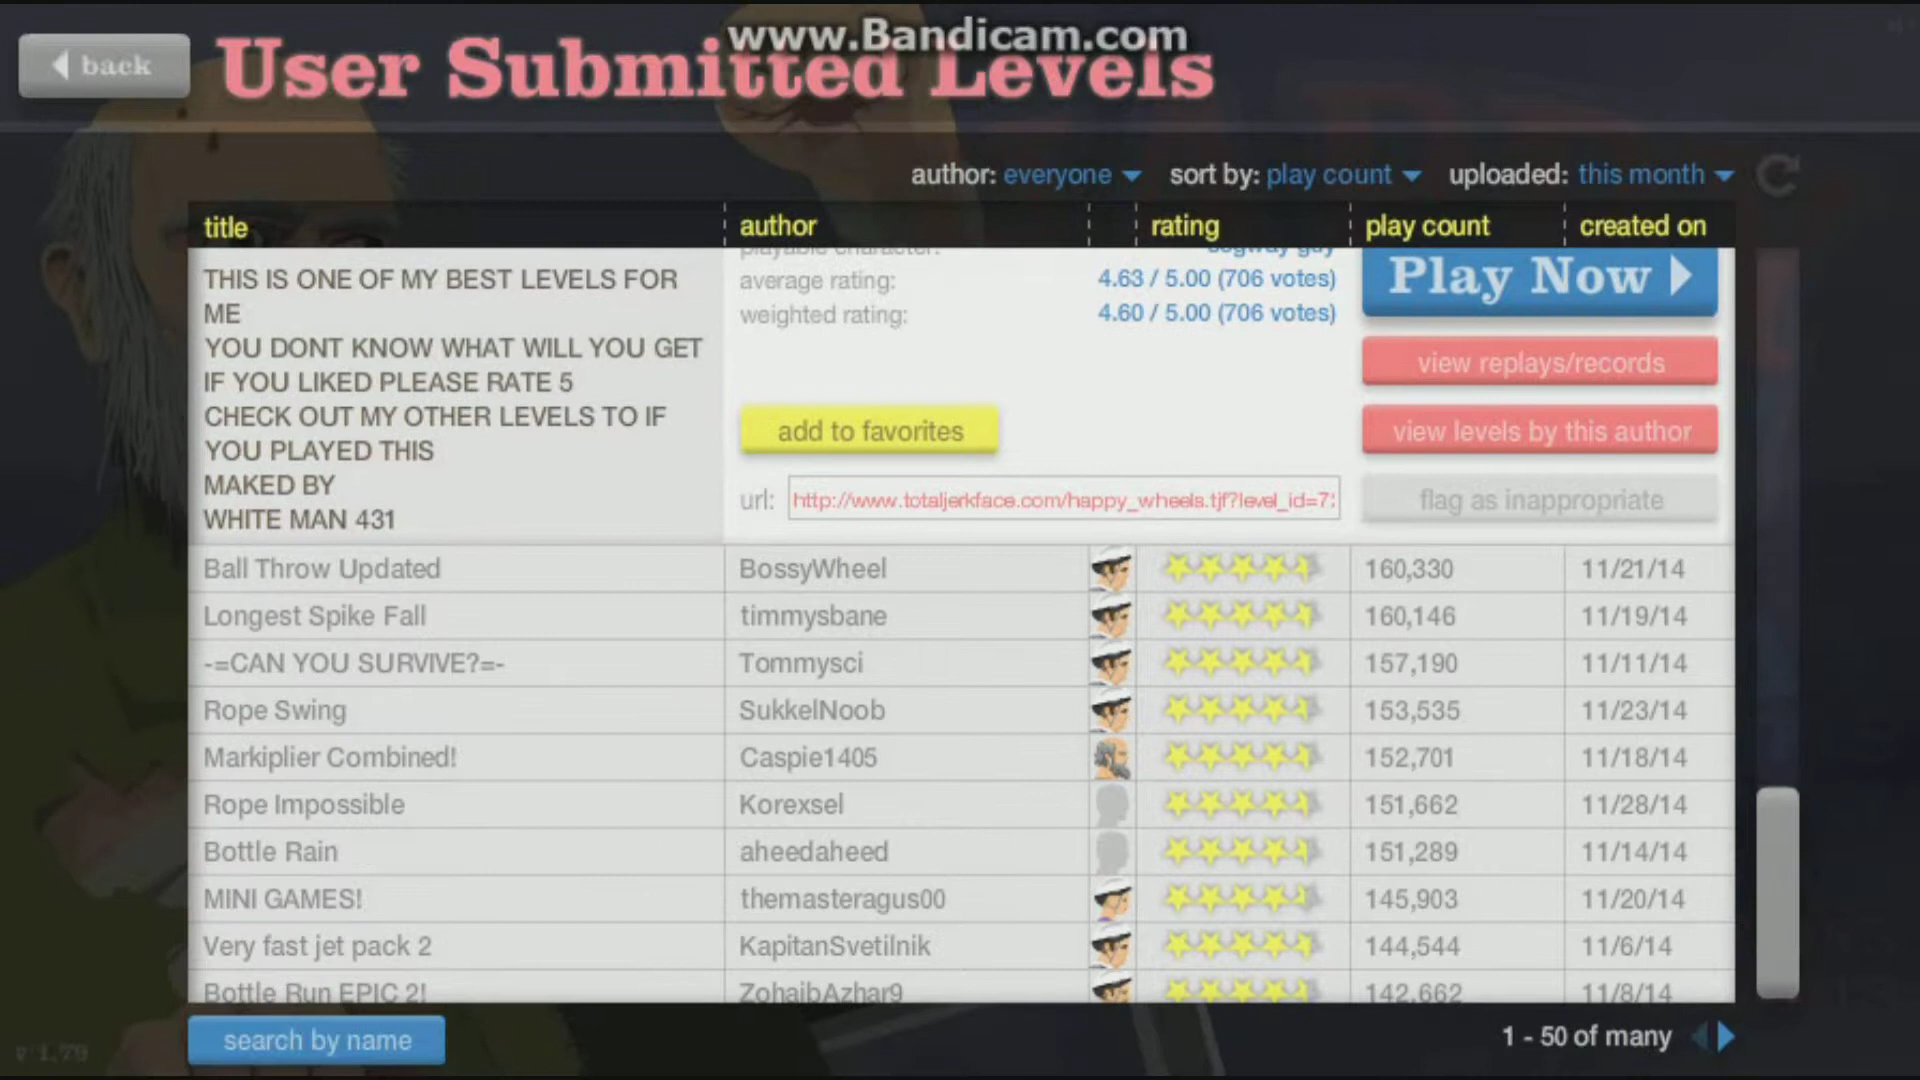 www.Bandicam.com
back
User Submitted Levels
author: everyone sort by: play count uploaded: this month
title author rating play count created on
playable character: segway guy
THIS IS ONE OF MY BEST LEVELS FOR
ME
YOU DONT KNOW WHAT WILL YOU GET
IF YOU LIKED PLEASE RATE 5
CHECK OUT MY OTHER LEVELS TO IF
YOU PLAYED THIS
MAKED BY
WHITE MAN 431
average rating: 4.63 / 5.00 (706 votes)
weighted rating: 4.60 / 5.00 (706 votes)
add to favorites
url: http://www.totaljerkface.com/happy_wheels.tjf?level_id=7
Play Now
view replays/records
view levels by this author
flag as inappropriate
Ball Throw Updated BossyWheel 160,330 11/21/14
Longest Spike Fall timmysbane 160,146 11/19/14
-=CAN YOU SURVIVE?=- Tommysci 157,190 11/11/14
Rope Swing SukkelNoob 153,535 11/23/14
Markiplier Combined! Caspie1405 152,701 11/18/14
Rope Impossible Korexsel 151,662 11/28/14
Bottle Rain aheedaheed 151,289 11/14/14
MINI GAMES! themasteragus00 145,903 11/20/14
Very fast jet pack 2 KapitanSvetilnik 144,544 11/6/14
Bottle Run EPIC 2! ZohaibAzhar9 142,662 11/8/14
search by name
1 - 50 of many
v 1.79